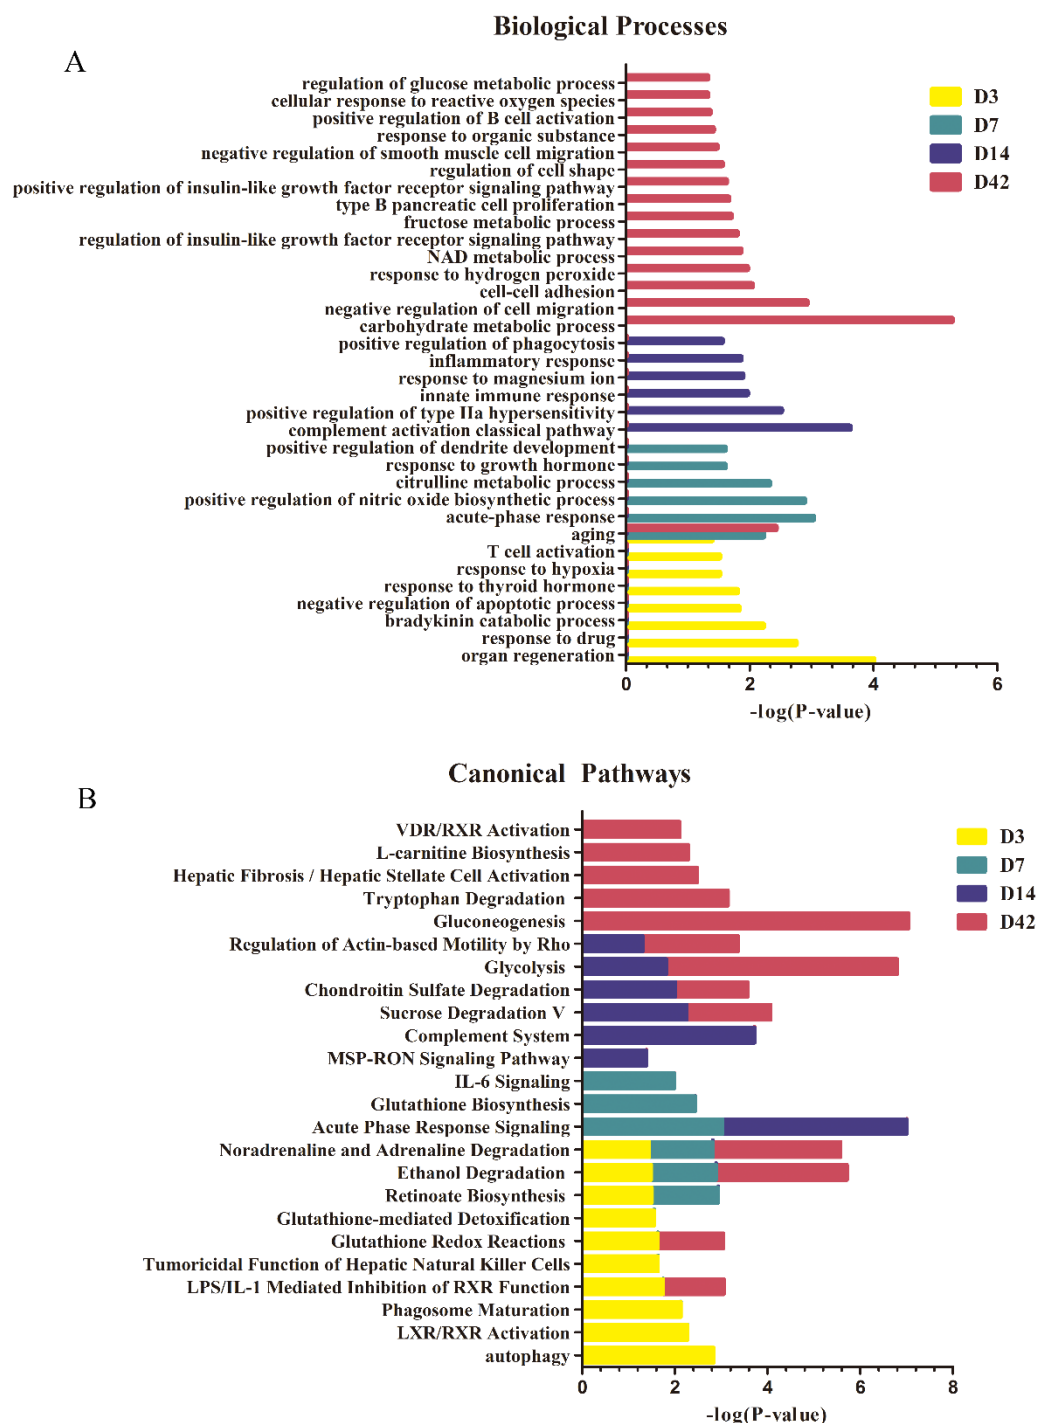 Biological Processes
A
regulation of glucose metabolic process
cellular response to reactive oxygen species
positive regulation of B cell activation
response to organic substance
negative regulation of smooth muscle cell migration
regulation of cell shape
positive regulation of insulin-like growth factor receptor signaling pathway
type B pancreatic cell proliferation
fructose metabolic process
regulation of insulin-like growth factor receptor signaling pathway
NAD metabolic process
response to hydrogen peroxide
cell-cell adhesion
negative regulation of cell migration
carbohydrate metabolic process
positive regulation of phagocytosis
inflammatory response
response to magnesium ion
innate immune response
positive regulation of type IIa hypersensitivity
complement activation classical pathway
positive regulation of dendrite development
response to growth hormone
citrulline metabolic process
positive regulation of nitric oxide biosynthetic process
acute-phase response
aging
T cell activation
response to hypoxia
response to thyroid hormone
negative regulation of apoptotic process
bradykinin catabolic process
response to drug
organ regeneration
D3
D7
D14
D42
0 2 4 6
-log(P-value)
Canonical Pathways
B
VDR/RXR Activation
L-carnitine Biosynthesis
Hepatic Fibrosis / Hepatic Stellate Cell Activation
Tryptophan Degradation
Gluconeogenesis
Regulation of Actin-based Motility by Rho
Glycolysis
Chondroitin Sulfate Degradation
Sucrose Degradation V
Complement System
MSP-RON Signaling Pathway
IL-6 Signaling
Glutathione Biosynthesis
Acute Phase Response Signaling
Noradrenaline and Adrenaline Degradation
Ethanol Degradation
Retinoate Biosynthesis
Glutathione-mediated Detoxification
Glutathione Redox Reactions
Tumoricidal Function of Hepatic Natural Killer Cells
LPS/IL-1 Mediated Inhibition of RXR Function
Phagosome Maturation
LXR/RXR Activation
autophagy
D3
D7
D14
D42
0 2 4 6 8
-log(P-value)